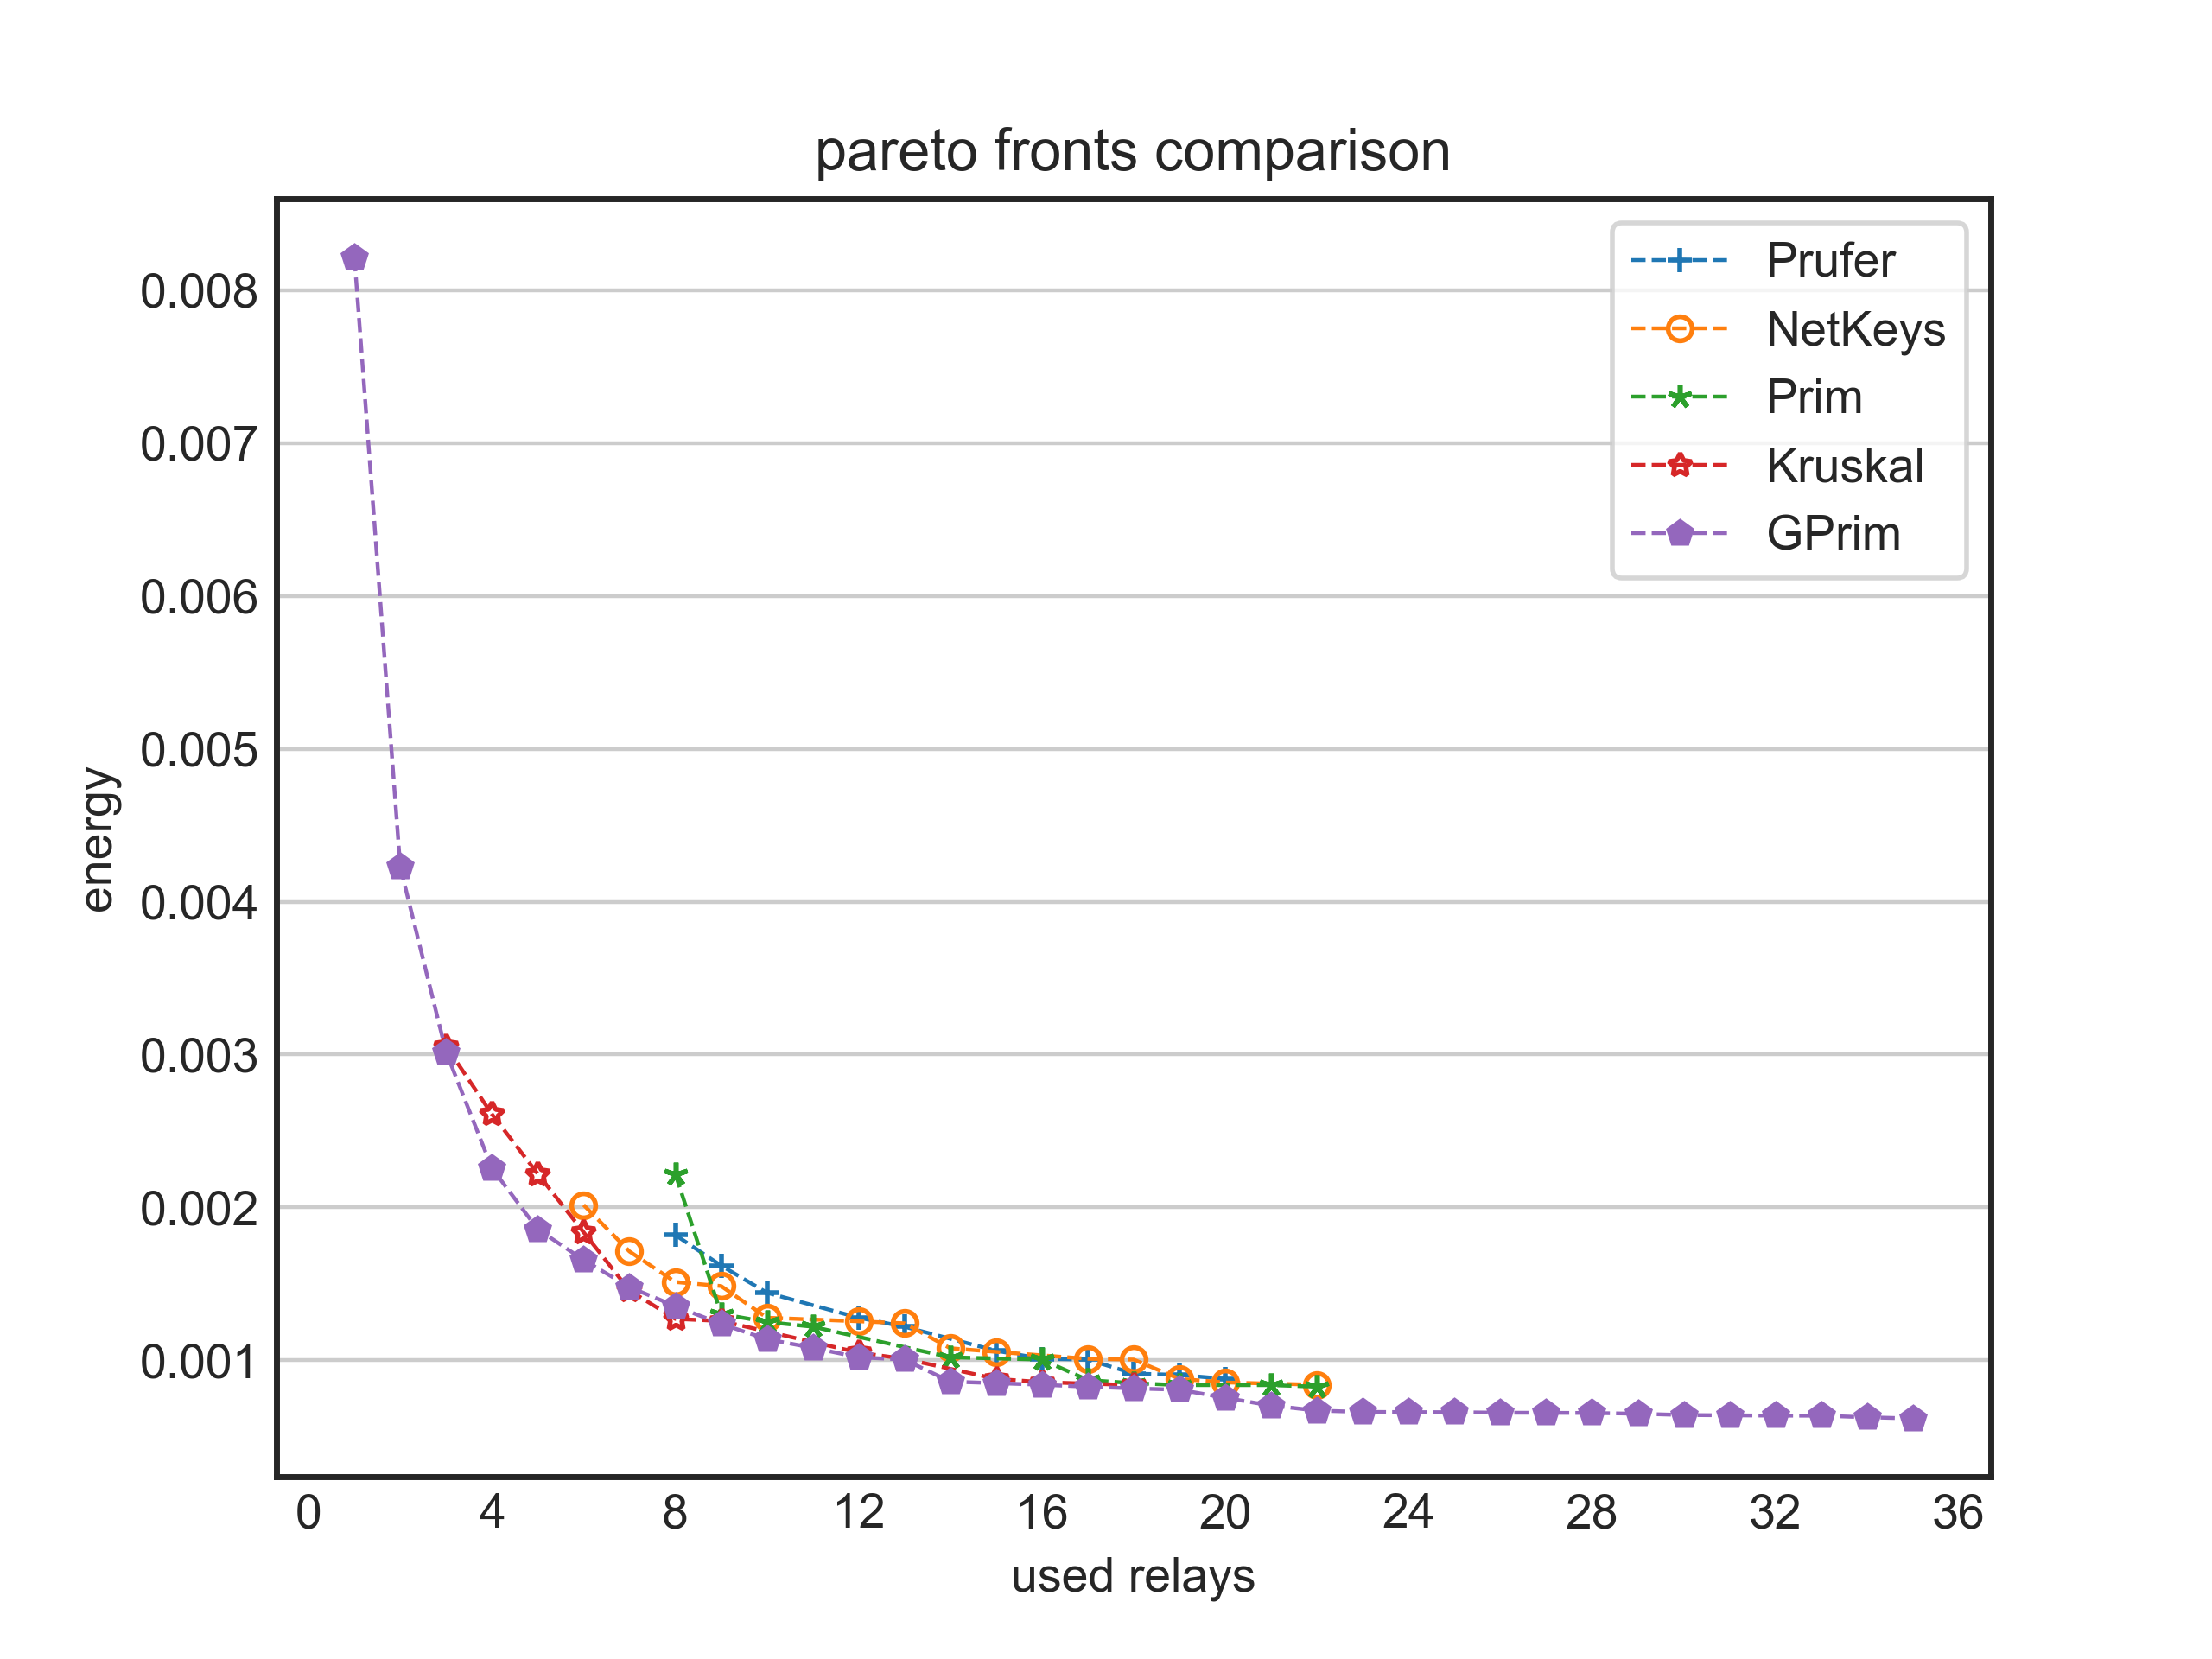 pareto fronts comparison
Prufer
NetKeys
Prim
Kruskal
GPrim
0.008
0.007
0.006
0.005
0.004
0.003
0.002
0.001
energy
0 4 8 12 16 20 24 28 32 36
used relays